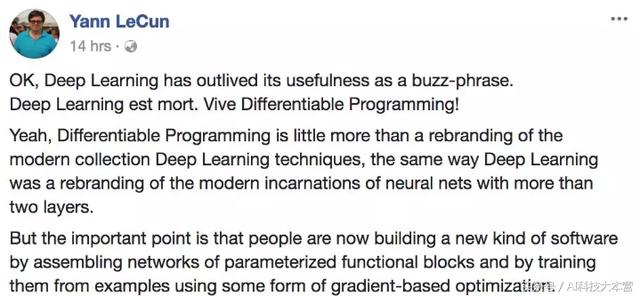 Yann LeCun
14 hrs ·
OK, Deep Learning has outlived its usefulness as a buzz-phrase.
Deep Learning est mort. Vive Differentiable Programming!
Yeah, Differentiable Programming is little more than a rebranding of the
modern collection Deep Learning techniques, the same way Deep Learning
was a rebranding of the modern incarnations of neural nets with more than
two layers.
But the important point is that people are now building a new kind of software
by assembling networks of parameterized functional blocks and by training
them from examples using some form of gradient-based optimization.
头条号 / AI科技大本营